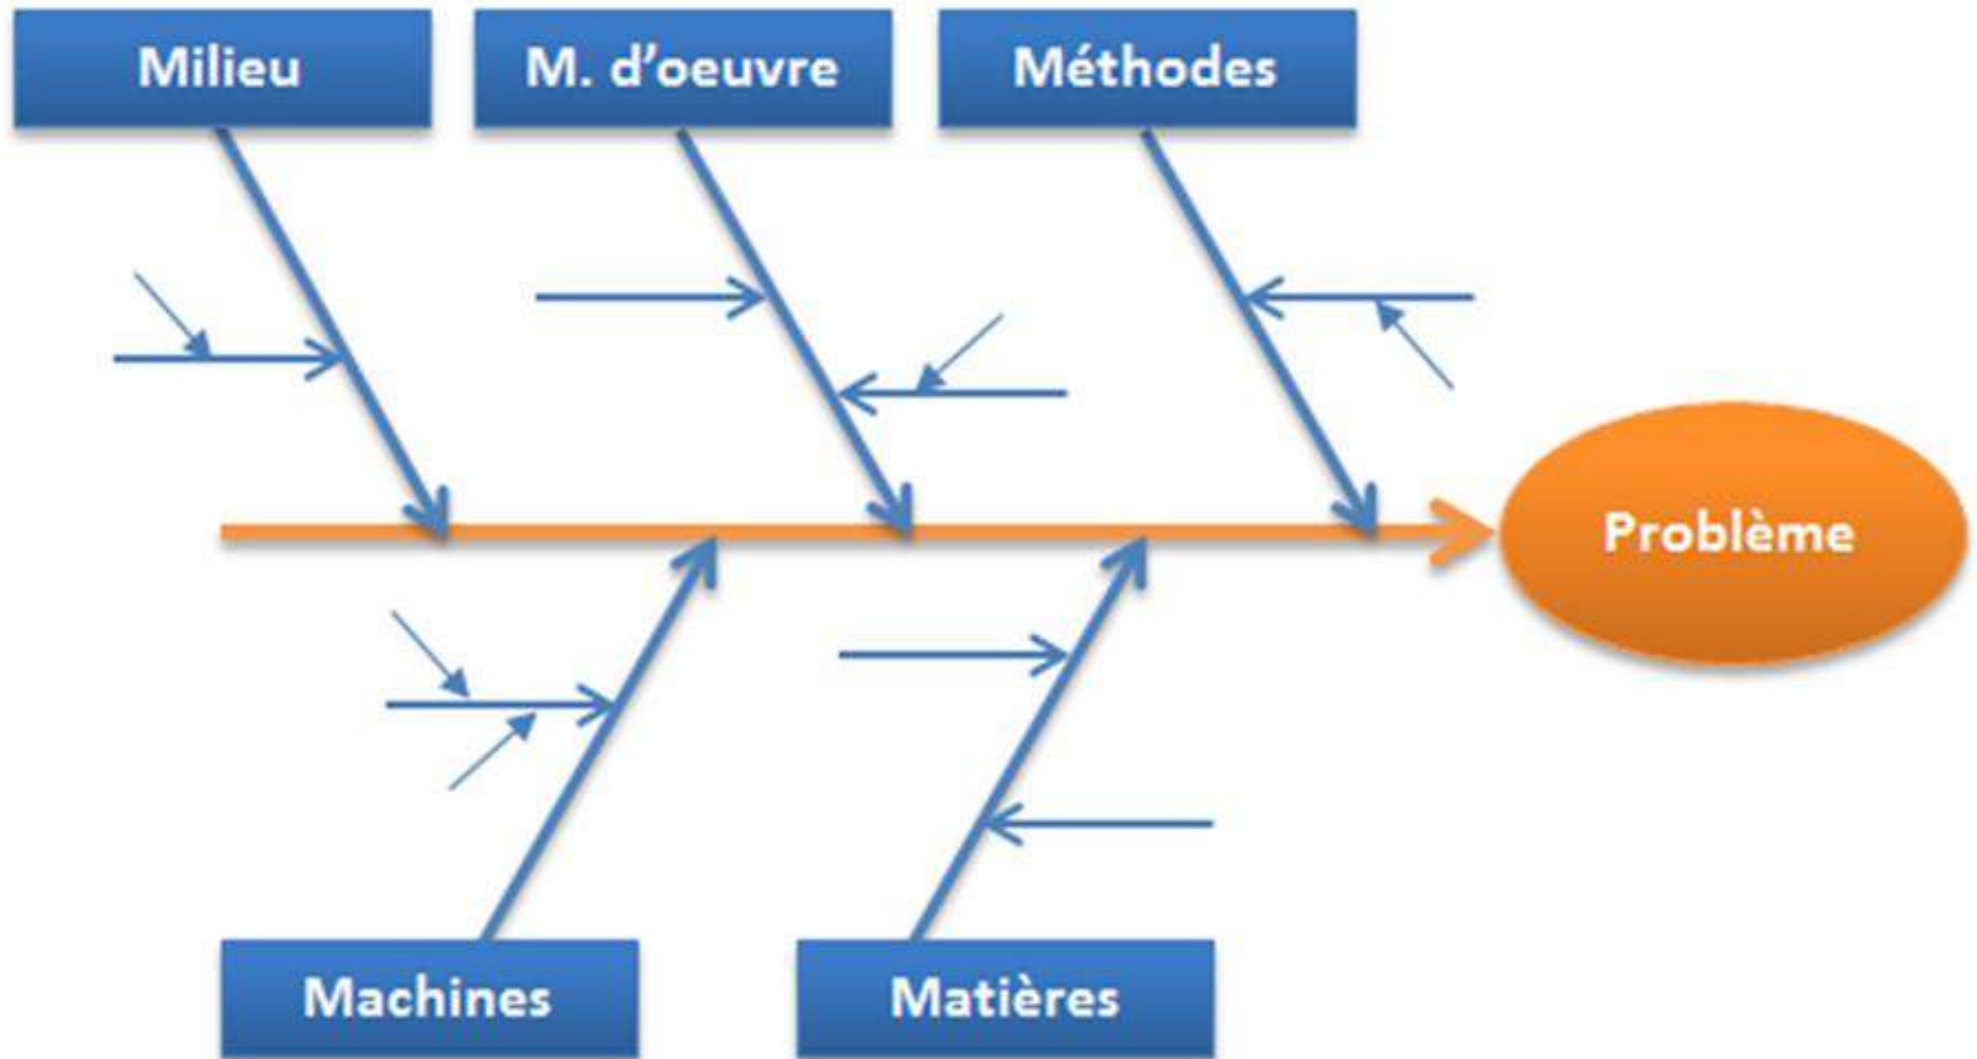 Milieu
M. d'oeuvre
Méthodes
Problème
Machines
Matières